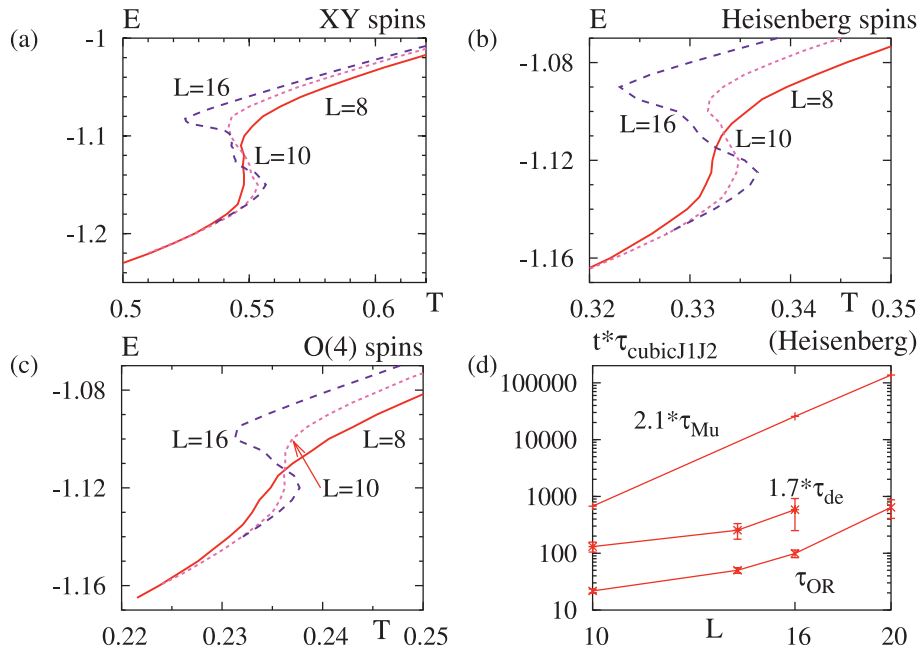 (a)
E
XY spins
-1
-1.1
-1.2
L=16
L=8
L=10
0.5
0.55
0.6
T
(b)
E
Heisenberg spins
-1.08
-1.12
-1.16
L=8
L=16
L=10
0.32
0.33
0.34
T
0.35
(c)
E
O(4) spins
-1.08
-1.12
-1.16
L=16
L=8
L=10
0.22
0.23
0.24
T
0.25
(d)
t*τcubicJ1J2
(Heisenberg)
100000
10000
1000
100
10
2.1*τMu
1.7*τde
τOR
10
L
16
20